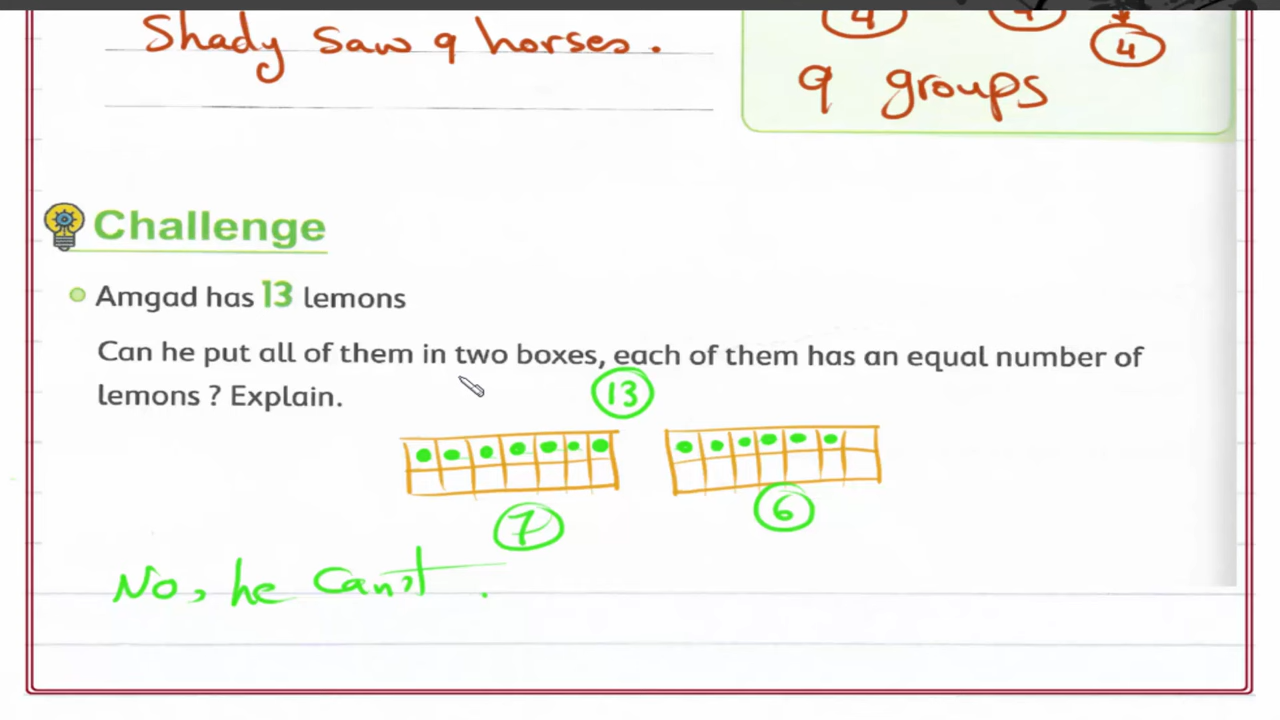 Shady saw 9 horses.
4
4
9 groups
Challenge
Amgad has 13 lemons
Can he put all of them in two boxes, each of them has an equal number of
lemons ? Explain.
13
7
6
No, he can't.